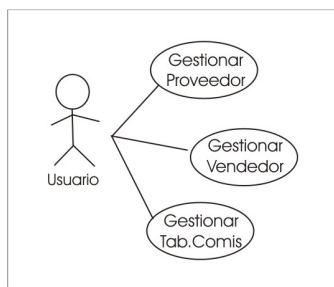 Gestionar
Proveedor
Gestionar
Vendedor
Usuario
Gestionar
Tab.Comis